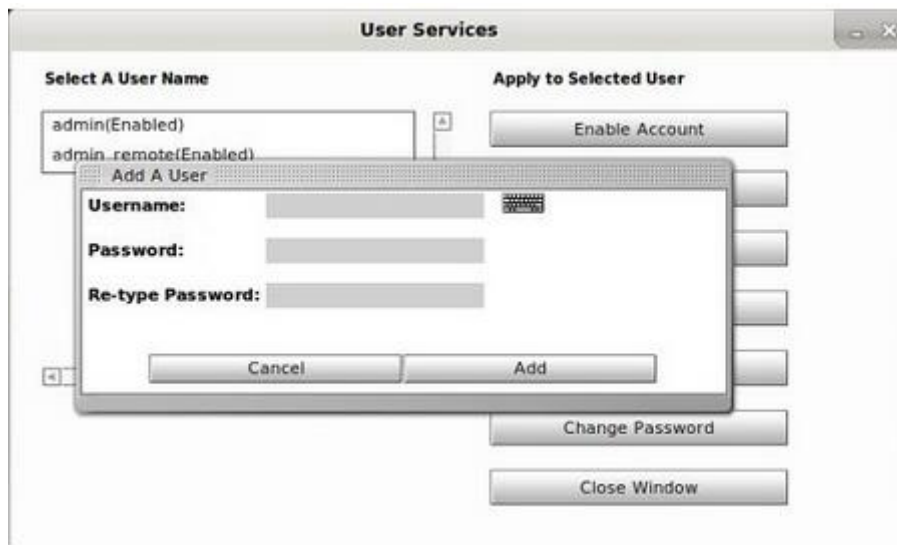 User Services
Select A User Name
Apply to Selected User
admin(Enabled)
admin_remote(Enabled)
Enable Account
Add A User
Username:
Password:
Re-type Password:
Cancel
Add
Change Password
Close Window